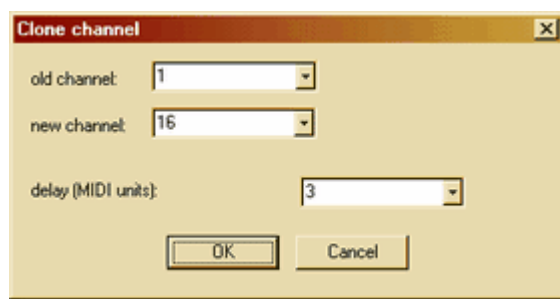 Clone channel
old channel: 1
new channel: 16
delay (MIDI units): 3
OK Cancel